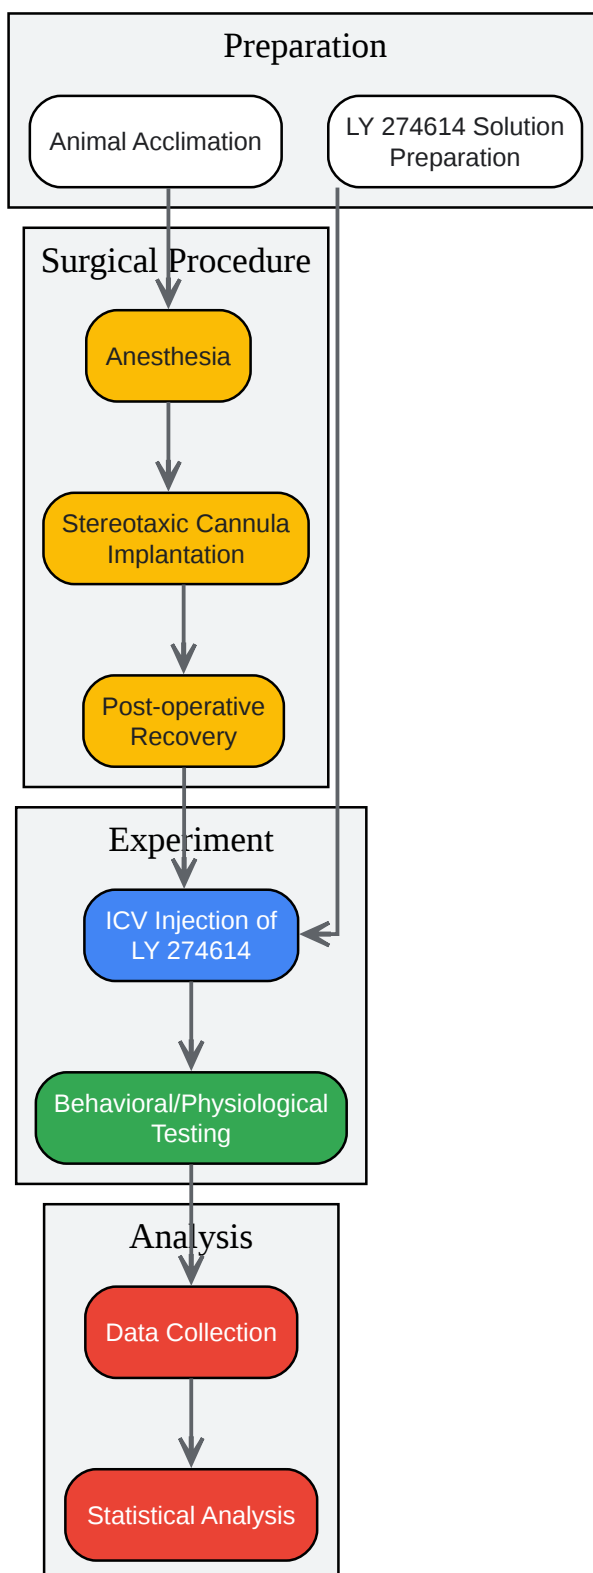 Preparation
Animal Acclimation
LY 274614 Solution
Preparation
Surgical Procedure
Anesthesia
Stereotaxic Cannula
Implantation
Post-operative
Recovery
Experiment
ICV Injection of
LY 274614
Behavioral/Physiological
Testing
Analysis
Data Collection
Statistical Analysis